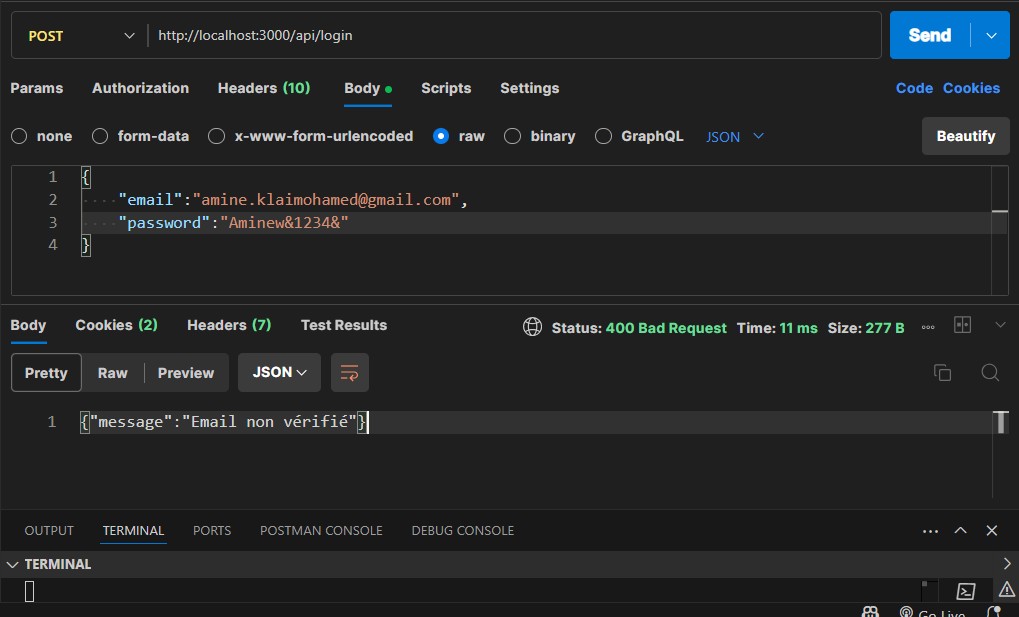 POST http://localhost:3000/api/login Send
Params Authorization Headers (10) Body Scripts Settings Code Cookies
none form-data x-www-form-urlencoded raw binary GraphQL JSON Beautify
1 {
2 "email":"amine.klaimohamed@gmail.com",
3 "password":"Aminew&1234&"
4 }
Body Cookies (2) Headers (7) Test Results Status: 400 Bad Request Time: 11 ms Size: 277 B
Pretty Raw Preview JSON
1 {"message":"Email non vérifié"}
OUTPUT TERMINAL PORTS POSTMAN CONSOLE DEBUG CONSOLE
TERMINAL
Go Live